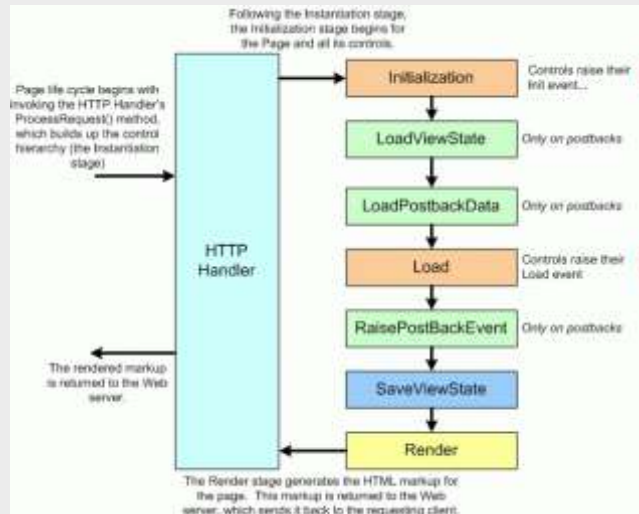 Following the Instantiation stage,
the Initialization stage begins for
the Page and all its controls.
Page life cycle begins with
invoking the HTTP Handler's
ProcessRequest() method,
which builds up the control
hierarchy (the Instantiation
stage)
HTTP
Handler
The rendered markup
is returned to the Web
server.
Initialization
Controls raise their
Init event...
LoadViewState
Only on postbacks
LoadPostbackData
Only on postbacks
Load
Controls raise their
Load event
RaisePostBackEvent
Only on postbacks
SaveViewState
Render
The Render stage generates the HTML markup for
the page. This markup is returned to the Web
server, which sends it back to the requesting client.